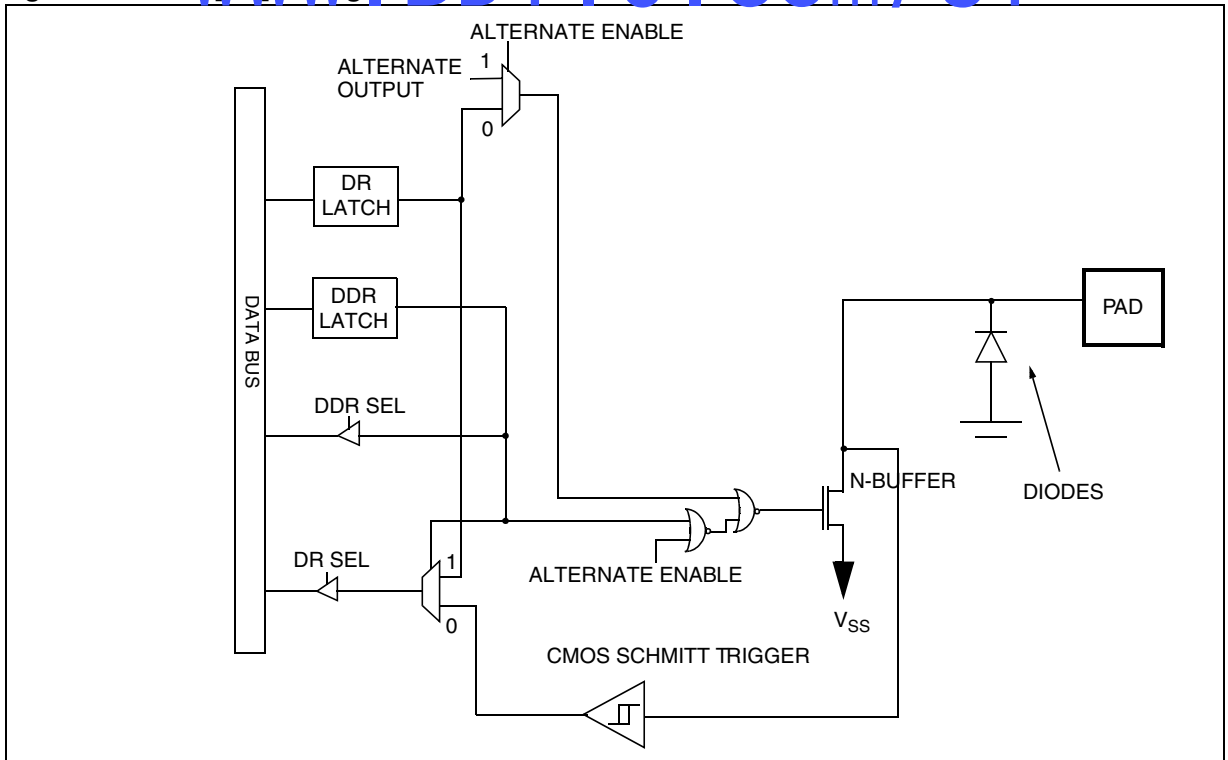 ALTERNATE ENABLE
1
ALTERNATE
OUTPUT
0
DR
LATCH
DDR
LATCH
DATA BUS
PAD
DDR SEL
N-BUFFER
DIODES
DR SEL
1
ALTERNATE ENABLE
0
VSS
CMOS SCHMITT TRIGGER